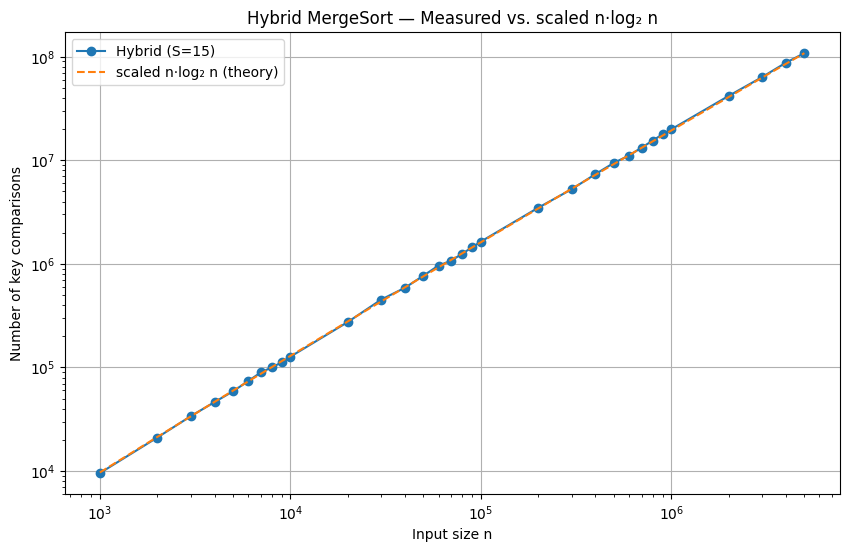 Hybrid MergeSort — Measured vs. scaled n·log₂ n
Hybrid (S=15)
scaled n·log₂ n (theory)
Number of key comparisons
10⁸
10⁷
10⁶
10⁵
10⁴
10³
10⁴
10⁵
10⁶
Input size n